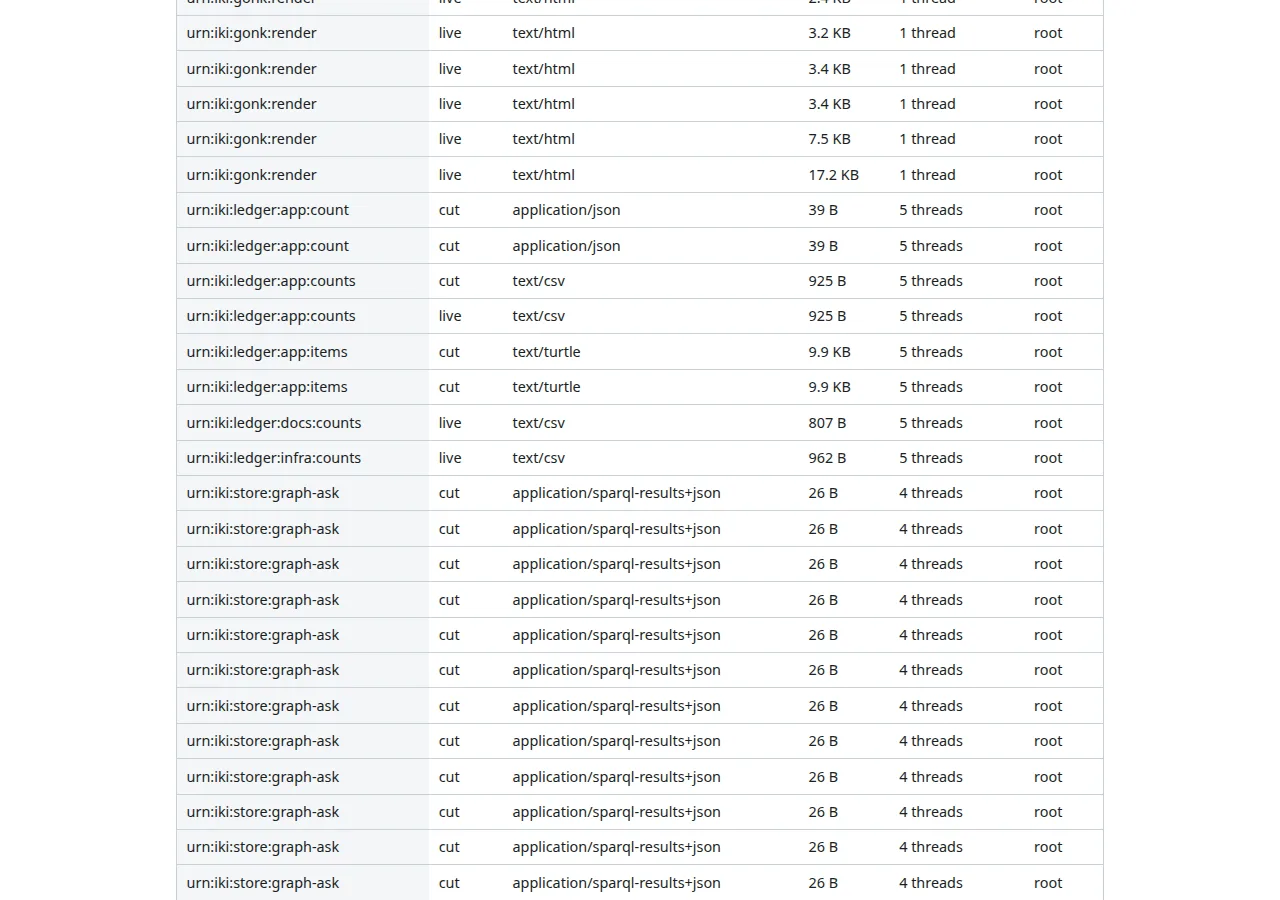 urn:iki:gonk:render live text/html 2.4 KB 1 thread root
urn:iki:gonk:render live text/html 3.2 KB 1 thread root
urn:iki:gonk:render live text/html 3.4 KB 1 thread root
urn:iki:gonk:render live text/html 3.4 KB 1 thread root
urn:iki:gonk:render live text/html 7.5 KB 1 thread root
urn:iki:gonk:render live text/html 17.2 KB 1 thread root
urn:iki:ledger:app:count cut application/json 39 B 5 threads root
urn:iki:ledger:app:count cut application/json 39 B 5 threads root
urn:iki:ledger:app:counts cut text/csv 925 B 5 threads root
urn:iki:ledger:app:counts live text/csv 925 B 5 threads root
urn:iki:ledger:app:items cut text/turtle 9.9 KB 5 threads root
urn:iki:ledger:app:items cut text/turtle 9.9 KB 5 threads root
urn:iki:ledger:docs:counts live text/csv 807 B 5 threads root
urn:iki:ledger:infra:counts live text/csv 962 B 5 threads root
urn:iki:store:graph-ask cut application/sparql-results+json 26 B 4 threads root
urn:iki:store:graph-ask cut application/sparql-results+json 26 B 4 threads root
urn:iki:store:graph-ask cut application/sparql-results+json 26 B 4 threads root
urn:iki:store:graph-ask cut application/sparql-results+json 26 B 4 threads root
urn:iki:store:graph-ask cut application/sparql-results+json 26 B 4 threads root
urn:iki:store:graph-ask cut application/sparql-results+json 26 B 4 threads root
urn:iki:store:graph-ask cut application/sparql-results+json 26 B 4 threads root
urn:iki:store:graph-ask cut application/sparql-results+json 26 B 4 threads root
urn:iki:store:graph-ask cut application/sparql-results+json 26 B 4 threads root
urn:iki:store:graph-ask cut application/sparql-results+json 26 B 4 threads root
urn:iki:store:graph-ask cut application/sparql-results+json 26 B 4 threads root
urn:iki:store:graph-ask cut application/sparql-results+json 26 B 4 threads root